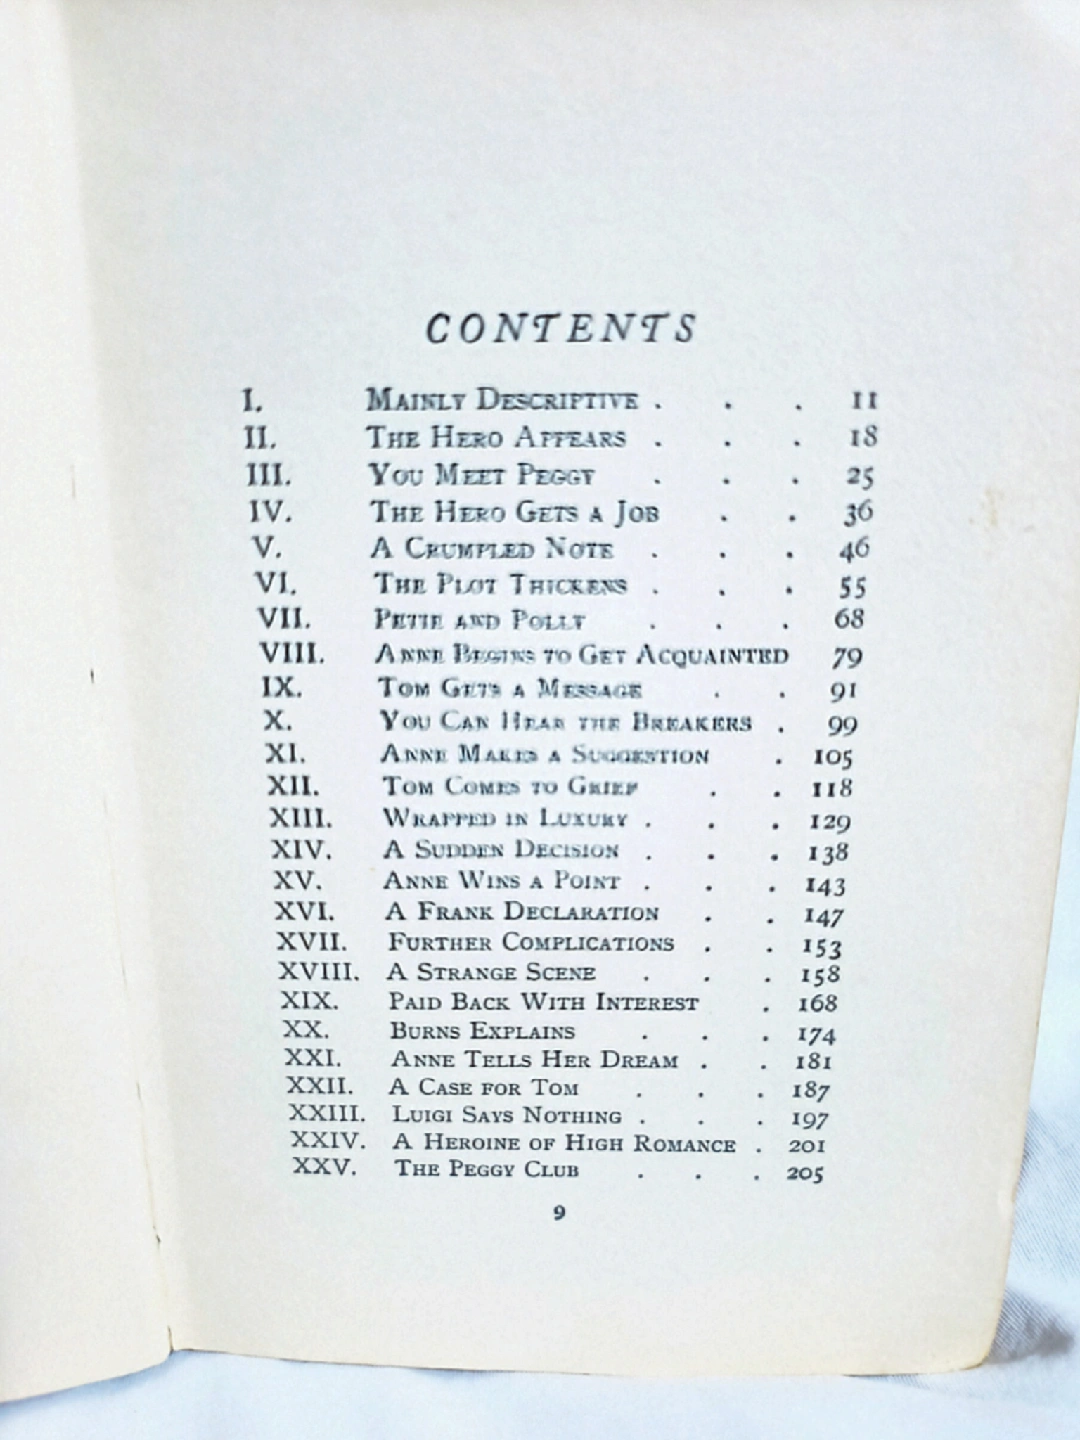 CONTENTS
I. MAINLY DESCRIPTIVE . . . 11
II. THE HERO APPEARS . . . 18
III. YOU MEET PEGGY . . . 25
IV. THE HERO GETS A JOB . . 36
V. A CRUMPLED NOTE . . . 46
VI. THE PLOT THICKENS . . . 55
VII. PETIE AND POLLY . . . 68
VIII. ANNE BEGINS TO GET ACQUAINTED 79
IX. TOM GETS A MESSAGE . . 91
X. YOU CAN HEAR THE BREAKERS . 99
XI. ANNE MAKES A SUGGESTION . 105
XII. TOM COMES TO GRIEF . . 118
XIII. WRAPPED IN LUXURY . . . 129
XIV. A SUDDEN DECISION . . . 138
XV. ANNE WINS A POINT . . . 143
XVI. A FRANK DECLARATION . . 147
XVII. FURTHER COMPLICATIONS . . 153
XVIII. A STRANGE SCENE . . . 158
XIX. PAID BACK WITH INTEREST . 168
XX. BURNS EXPLAINS . . . 174
XXI. ANNE TELLS HER DREAM . . 181
XXII. A CASE FOR TOM . . . 187
XXIII. LUIGI SAYS NOTHING . . . 197
XXIV. A HEROINE OF HIGH ROMANCE . 201
XXV. THE PEGGY CLUB . . . 205
9